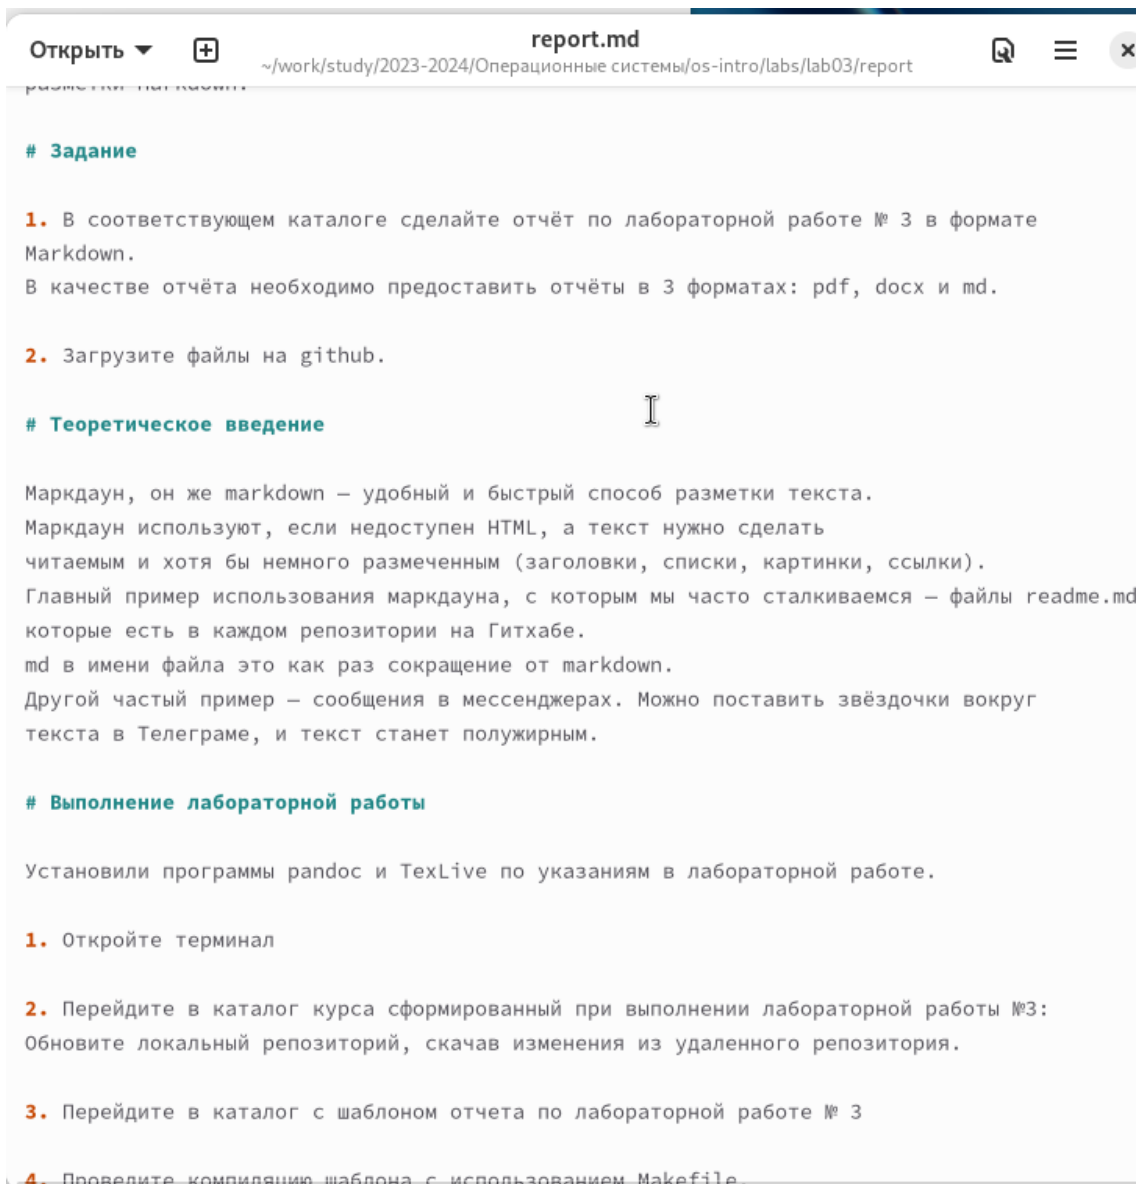 Открыть
report.md
~/work/study/2023-2024/Операционные системы/os-intro/labs/lab03/report
разметки Markdown.
# Задание
1. В соответствующем каталоге сделайте отчёт по лабораторной работе № 3 в формате
Markdown.
В качестве отчёта необходимо предоставить отчёты в 3 форматах: pdf, docx и md.
2. Загрузите файлы на github.
# Теоретическое введение
Маркдаун, он же markdown — удобный и быстрый способ разметки текста.
Маркдаун используют, если недоступен HTML, а текст нужно сделать
читаемым и хотя бы немного размеченным (заголовки, списки, картинки, ссылки).
Главный пример использования маркдауна, с которым мы часто сталкиваемся — файлы readme.md
которые есть в каждом репозитории на Гитхабе.
md в имени файла это как раз сокращение от markdown.
Другой частый пример — сообщения в мессенджерах. Можно поставить звёздочки вокруг
текста в Телеграме, и текст станет полужирным.
# Выполнение лабораторной работы
Установили программы pandoc и TexLive по указаниям в лабораторной работе.
1. Откройте терминал
2. Перейдите в каталог курса сформированный при выполнении лабораторной работы №3:
Обновите локальный репозиторий, скачав изменения из удаленного репозитория.
3. Перейдите в каталог с шаблоном отчета по лабораторной работе № 3
4. Проведите компиляцию шаблона с использованием Makefile.